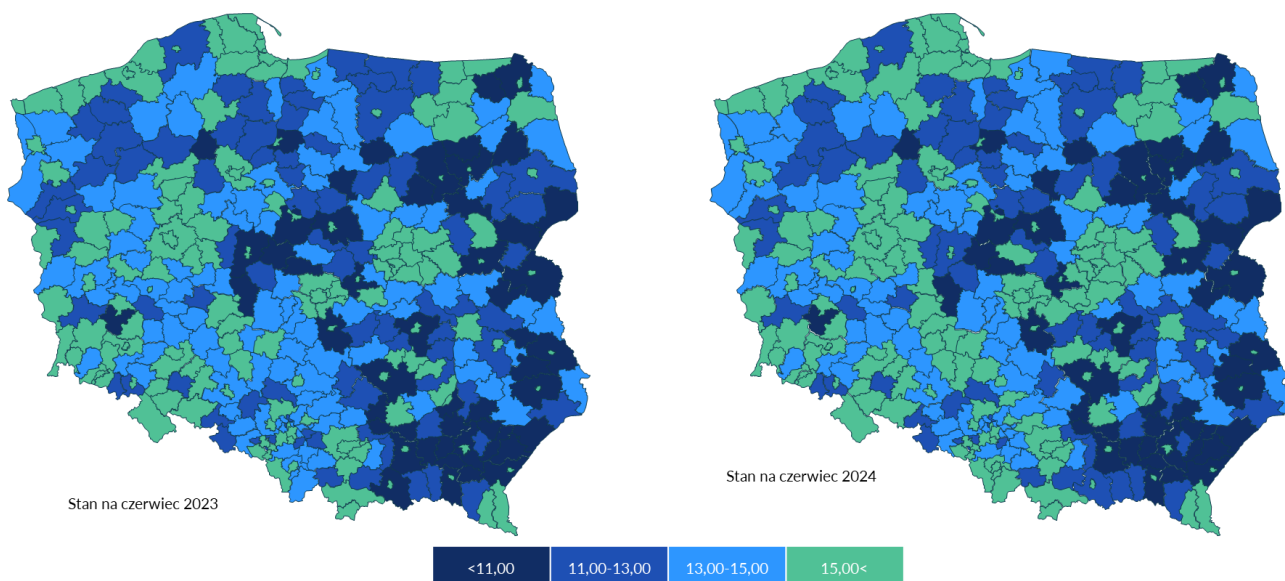 Stan na czerwiec 2023
Stan na czerwiec 2024
<11,00
11,00-13,00
13,00-15,00
15,00<